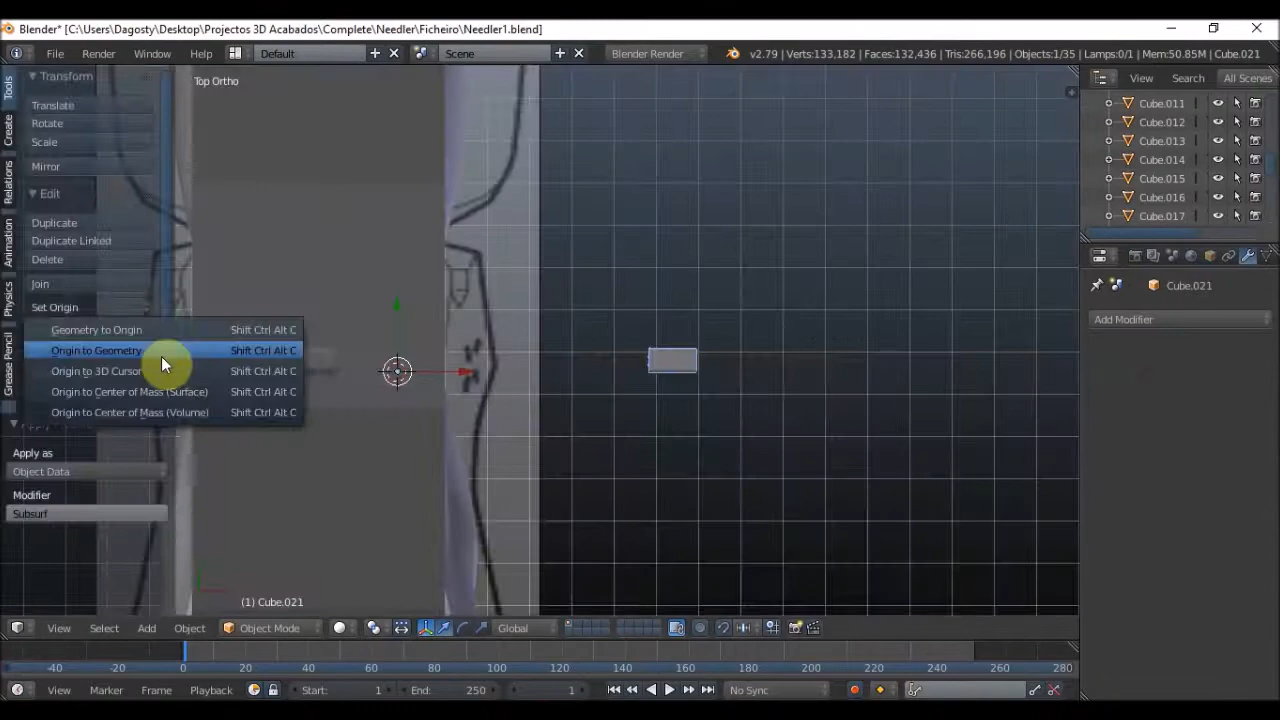 Blender* [C:\Users\Dagosty\Desktop\Projectos 3D Acabados\Complete\Needler\Ficheiro\Needler1.blend]
File Render Window Help Default Scene Blender Render v2.79 | Verts:133,182 | Faces:132,436 | Tris:266,196 | Objects:1/35 | Lamps:0/1 | Mem:50.85M | Cube.021
Tools
Create
Relations
Animation
Physics
Grease Pencil
Transform
Translate
Rotate
Scale
Mirror
Edit
Duplicate
Duplicate Linked
Delete
Join
Set Origin
Geometry to Origin Shift Ctrl Alt C
Origin to Geometry Shift Ctrl Alt C
Origin to 3D Cursor Shift Ctrl Alt C
Origin to Center of Mass (Surface) Shift Ctrl Alt C
Origin to Center of Mass (Volume) Shift Ctrl Alt C
Apply as
Object Data
Modifier
Subsurf
Top Ortho
(1) Cube.021
View Search All Scenes
Cube.011
Cube.012
Cube.013
Cube.014
Cube.015
Cube.016
Cube.017
Cube.021
Add Modifier
View Select Add Object Object Mode Global
-40 -20 0 20 40 60 80 100 120 140 160 180 200 220 240 260 280
View Marker Frame Playback Start: 1 End: 250 1 No Sync